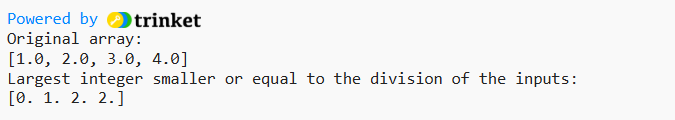 Powered by trinket
Original array:
[1.0, 2.0, 3.0, 4.0]
Largest integer smaller or equal to the division of the inputs:
[0. 1. 2. 2.]